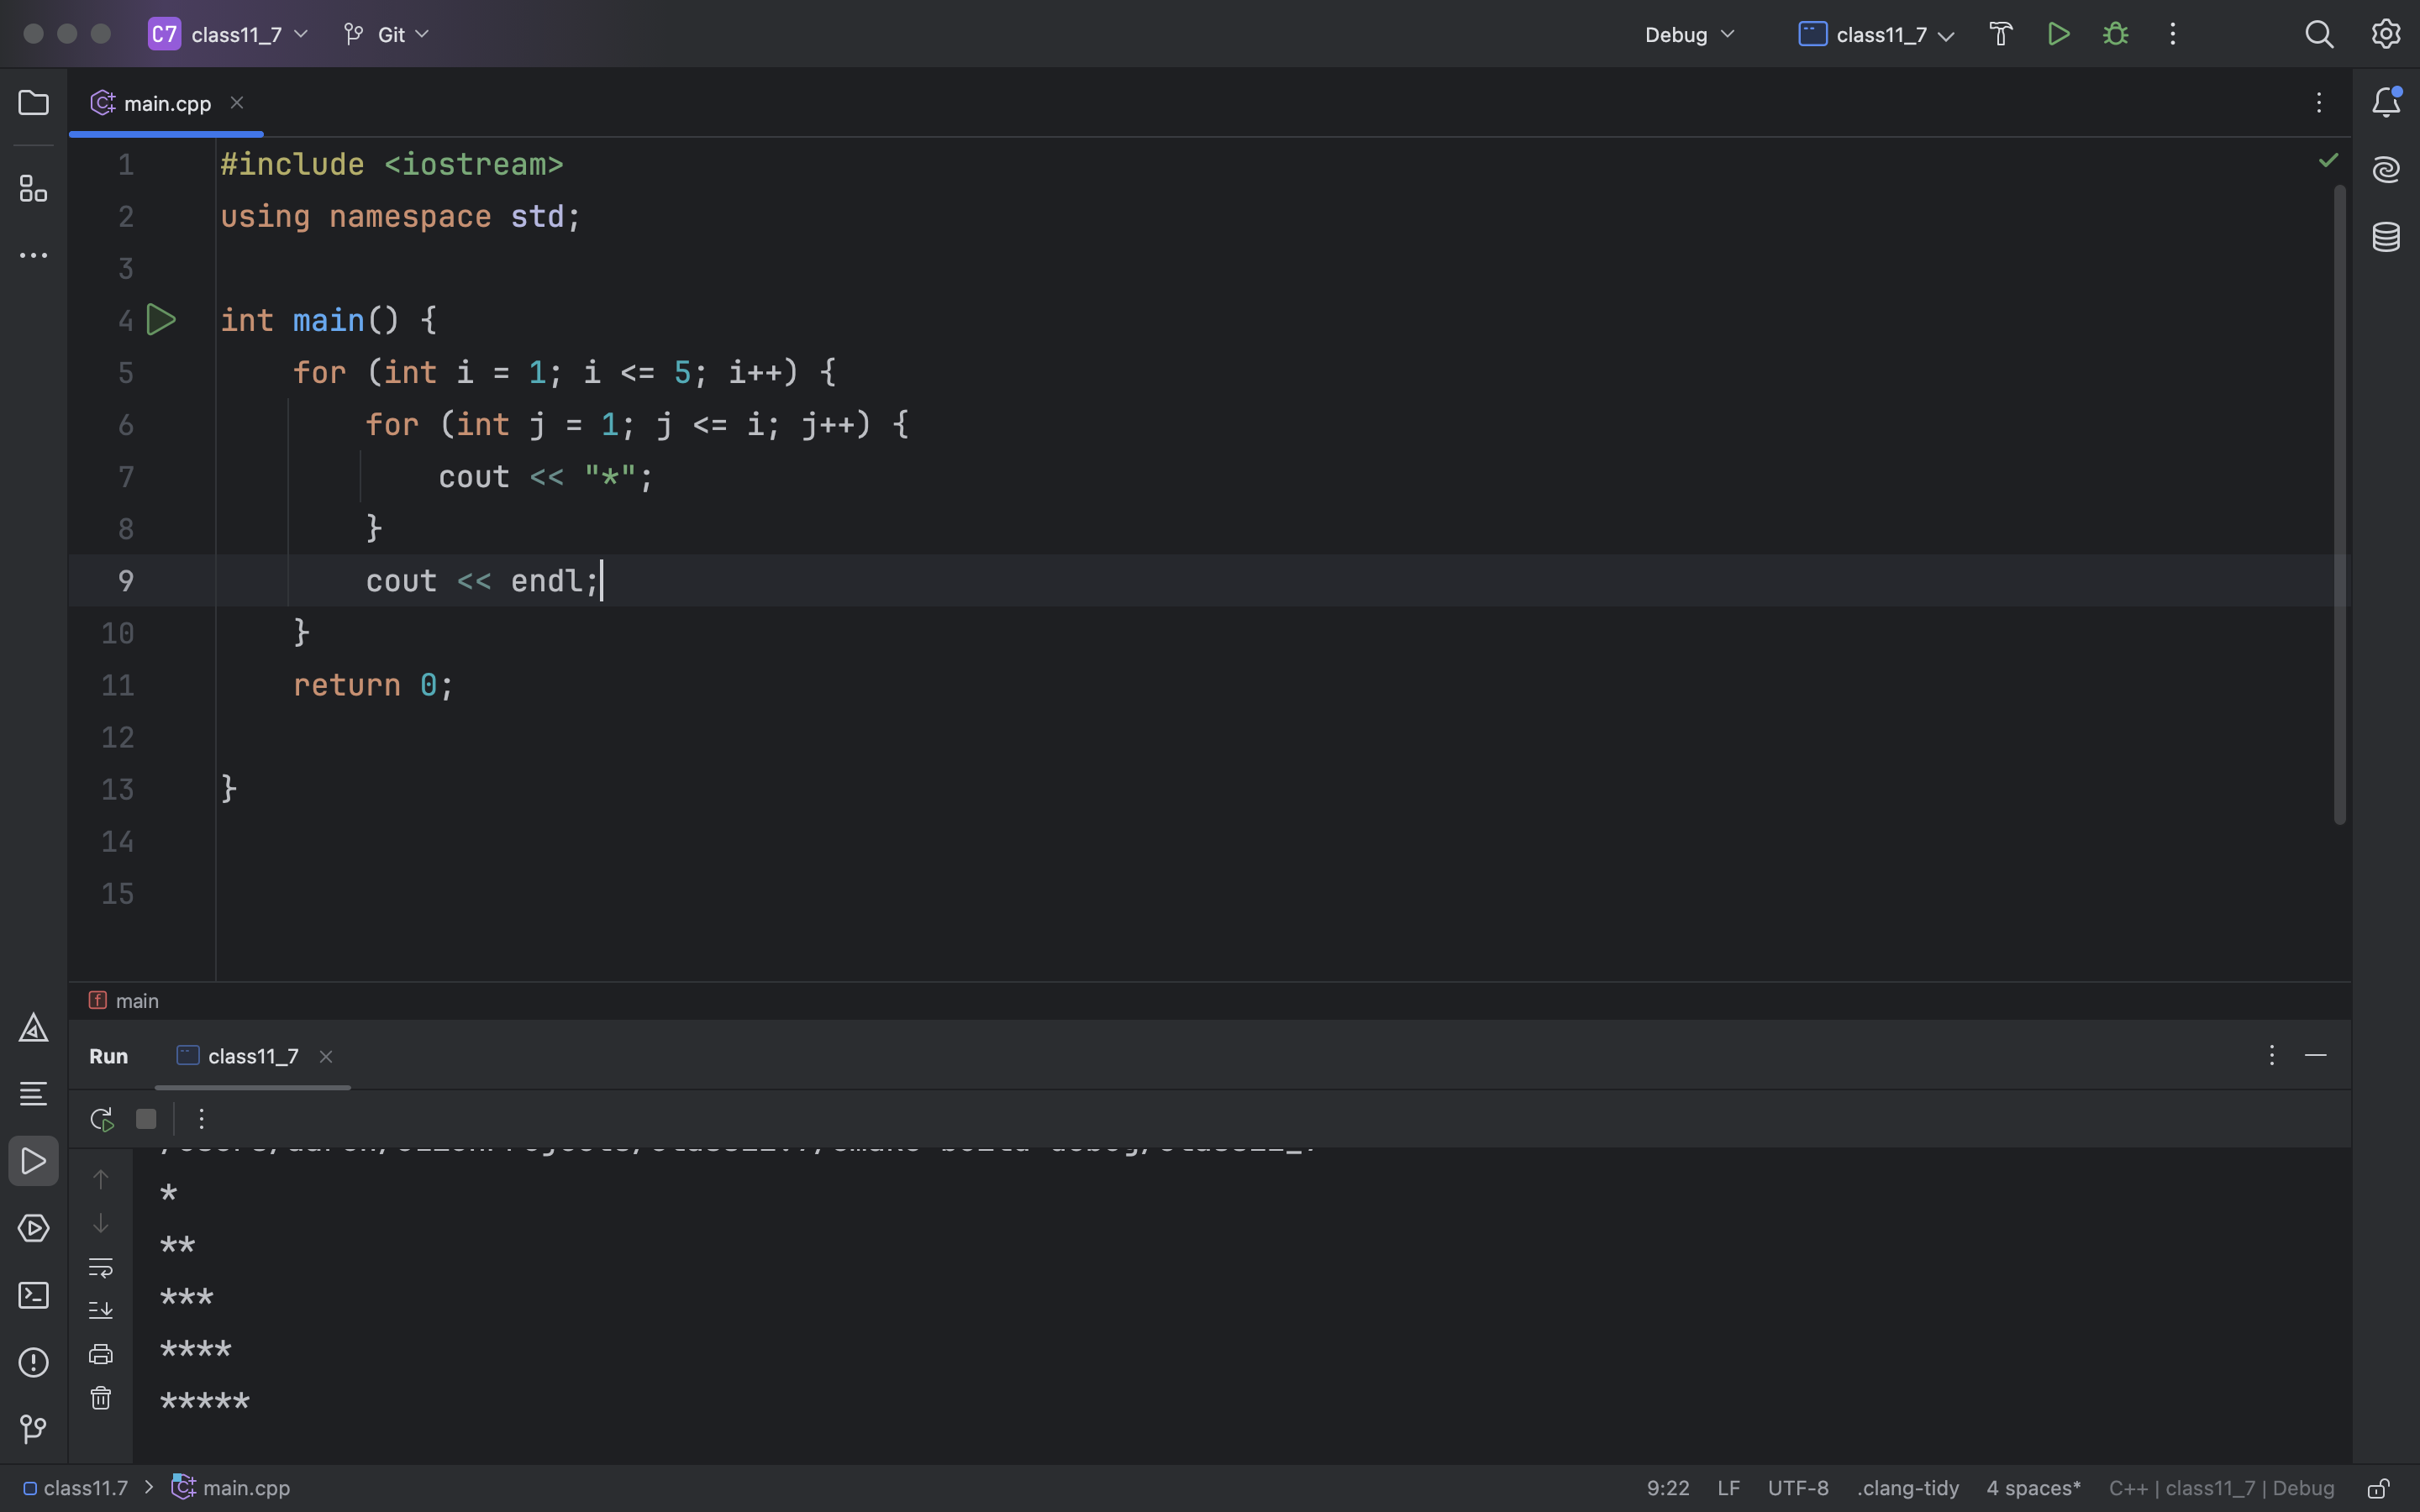 C7 class11_7 Git Debug class11_7
main.cpp
1 #include <iostream>
2 using namespace std;
3
4 int main() {
5     for (int i = 1; i <= 5; i++) {
6         for (int j = 1; j <= i; j++) {
7             cout << "*";
8         }
9         cout << endl;
10     }
11     return 0;
12
13 }
14
15
f main
Run class11_7
*
**
***
****
*****
class11.7 > main.cpp 9:22 LF UTF-8 .clang-tidy 4 spaces* C++ | class11_7 | Debug